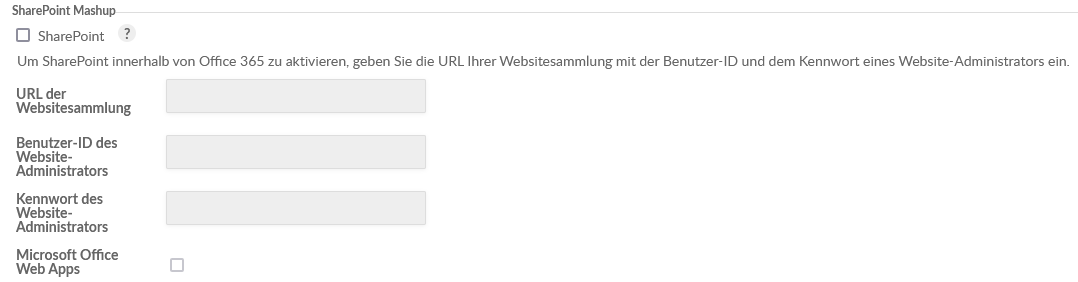 SharePoint Mashup
SharePoint ?
Um SharePoint innerhalb von Office 365 zu aktivieren, geben Sie die URL Ihrer Websitesammlung mit der Benutzer-ID und dem Kennwort eines Website-Administrators ein.
URL der
Websitesammlung
Benutzer-ID des
Website-
Administrators
Kennwort des
Website-
Administrators
Microsoft Office
Web Apps